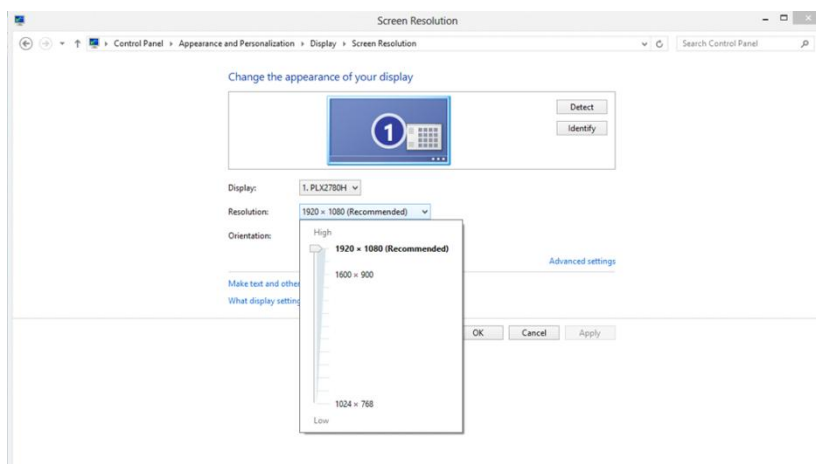 Screen Resolution
Control Panel › Appearance and Personalization › Display › Screen Resolution
Search Control Panel
Change the appearance of your display
1
Detect
Identify
Display: 1. PLX2780H
Resolution: 1920 × 1080 (Recommended)
Orientation:
High
1920 × 1080 (Recommended)
1600 × 900
1024 × 768
Low
Advanced settings
Make text and other
What display setting
OK Cancel Apply